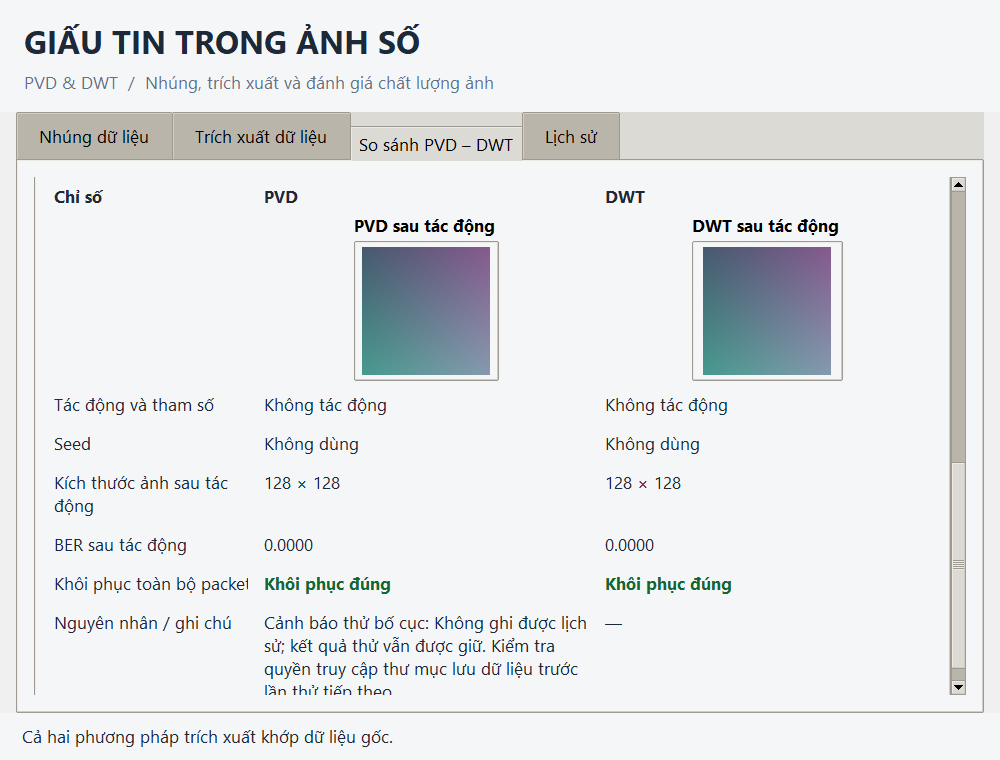 GIẤU TIN TRONG ẢNH SỐ
PVD & DWT / Nhúng, trích xuất và đánh giá chất lượng ảnh
Nhúng dữ liệu
Trích xuất dữ liệu
So sánh PVD – DWT
Lịch sử
Chỉ số
PVD
DWT
PVD sau tác động
DWT sau tác động
Tác động và tham số
Không tác động
Không tác động
Seed
Không dùng
Không dùng
Kích thước ảnh sau tác
động
128 × 128
128 × 128
BER sau tác động
0.0000
0.0000
Khôi phục toàn bộ packet
Khôi phục đúng
Khôi phục đúng
Nguyên nhân / ghi chú
Cảnh báo thử bố cục: Không ghi được lịch
sử; kết quả thử vẫn được giữ. Kiểm tra
quyền truy cập thư mục lưu dữ liệu trước
lần thử tiếp theo
—
Cả hai phương pháp trích xuất khớp dữ liệu gốc.